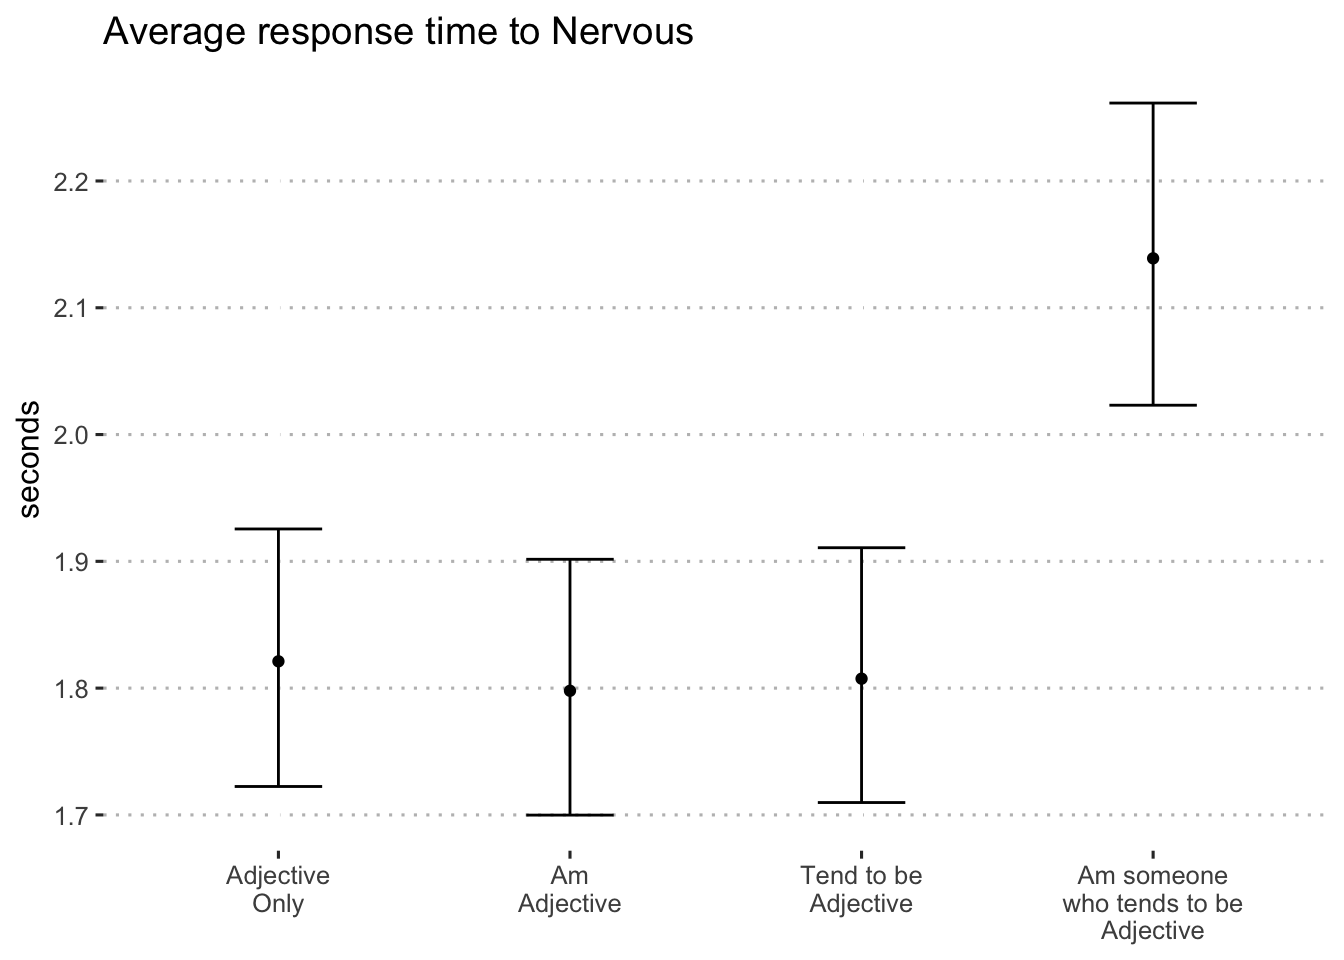 Average response time to Nervous
2.2
2.1
2.0
1.9
1.8
1.7
seconds
Adjective
Only
Am
Adjective
Tend to be
Adjective
Am someone
who tends to be
Adjective